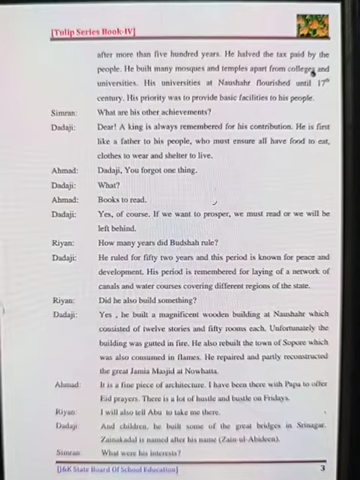 [Tulip Series Book-IV]
after more than five hundred years. He halved the tax paid by the
people. He built many mosques and temples apart from colleges and
universities. His universities at Naushahr flourished until 17th
century. His priority was to provide basic facilities to his people.
Simran: What are his other achievements?
Dadaji: Dear! A king is always remembered for his contribution. He is first
like a father to his people, who must ensure all have food to eat,
clothes to wear and shelter to live.
Ahmad: Dadaji, You forgot one thing.
Dadaji: What?
Ahmad: Books to read.
Dadaji: Yes, of course. If we want to prosper, we must read or we will be
left behind.
Riyan: How many years did Budshah rule?
Dadaji: He ruled for fifty two years and this period is known for peace and
development. His period is remembered for laying of a network of
canals and water courses covering different regions of the state.
Riyan: Did he also build something?
Dadaji: Yes , he built a magnificent wooden building at Naushahr which
consisted of twelve stories and fifty rooms each. Unfortunately the
building was gutted in fire. He also rebuilt the town of Sopore which
was also consumed in flames. He repaired and partly reconstructed
the great Jamia Masjid at Nowhatta.
Ahmad: It is a fine piece of architecture. I have been there with Papa to offer
Eid prayers. There is a lot of hustle and bustle on Fridays.
Riyan: I will also tell Abu to take me there.
Dadaji: And children, he built some of the great bridges in Srinagar.
Zainakadal is named after his name (Zain-ul-Abideen).
Simran: What were his interests?
[J&K State Board Of School Education] 3